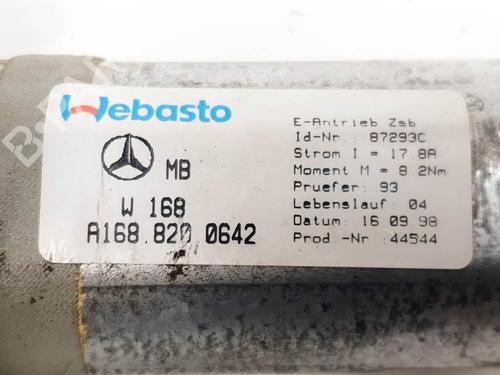 Webasto
MB
W 168
A168.820 0642
E-Antrieb Zsb
Id-Nr.: 87293C
Strom I = 17.8A
Moment M = 8.2Nm
Pruefer: 93
Lebenslauf: 04
Datum: 16.09.98
Prod.-Nr:44544